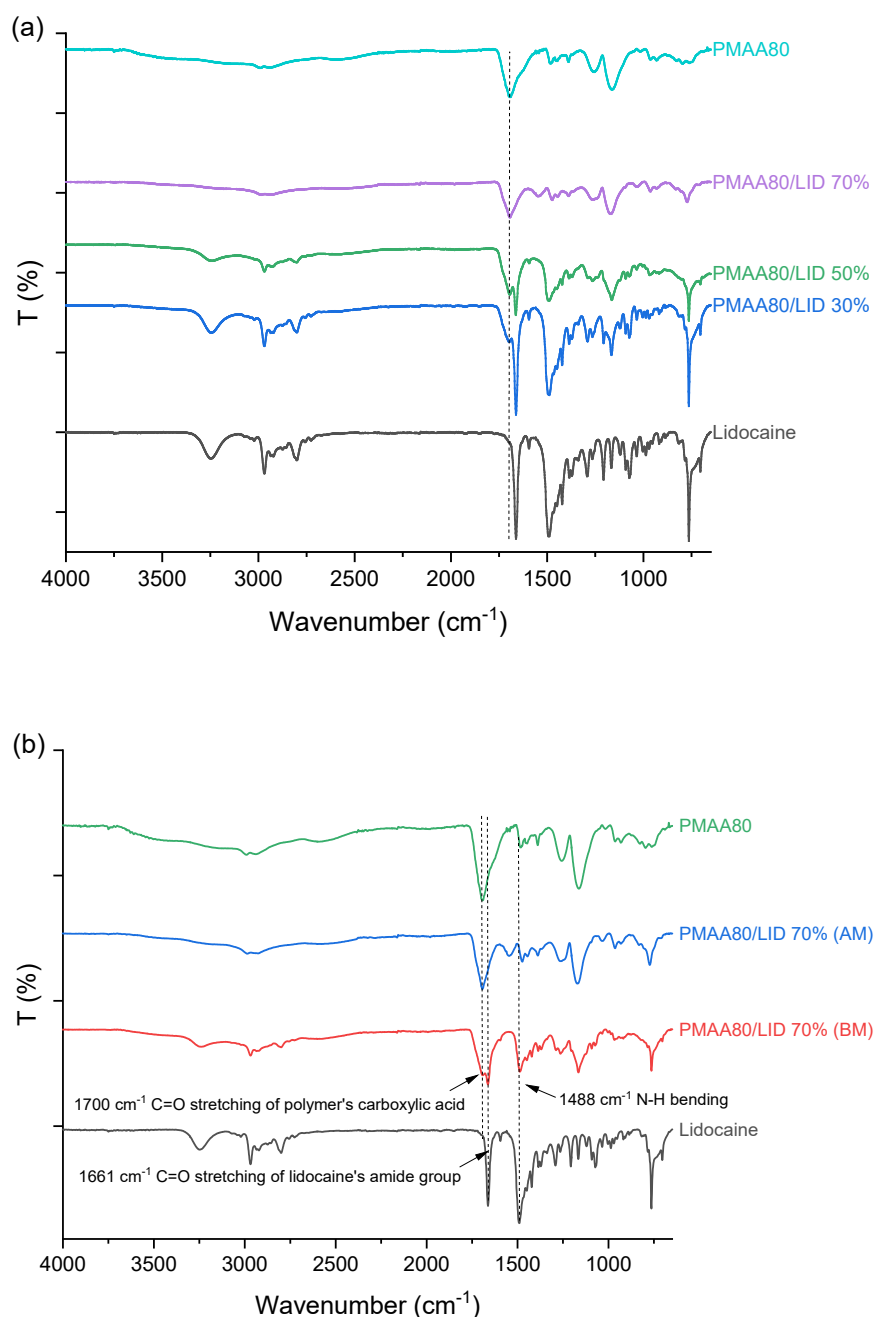 (a)
PMAA80
PMAA80/LID 70%
PMAA80/LID 50%
PMAA80/LID 30%
Lidocaine
T (%)
4000 3500 3000 2500 2000 1500 1000
Wavenumber (cm⁻¹)
(b)
PMAA80
PMAA80/LID 70% (AM)
PMAA80/LID 70% (BM)
1700 cm⁻¹ C=O stretching of polymer's carboxylic acid
1488 cm⁻¹ N-H bending
Lidocaine
1661 cm⁻¹ C=O stretching of lidocaine's amide group
T (%)
4000 3500 3000 2500 2000 1500 1000
Wavenumber (cm⁻¹)